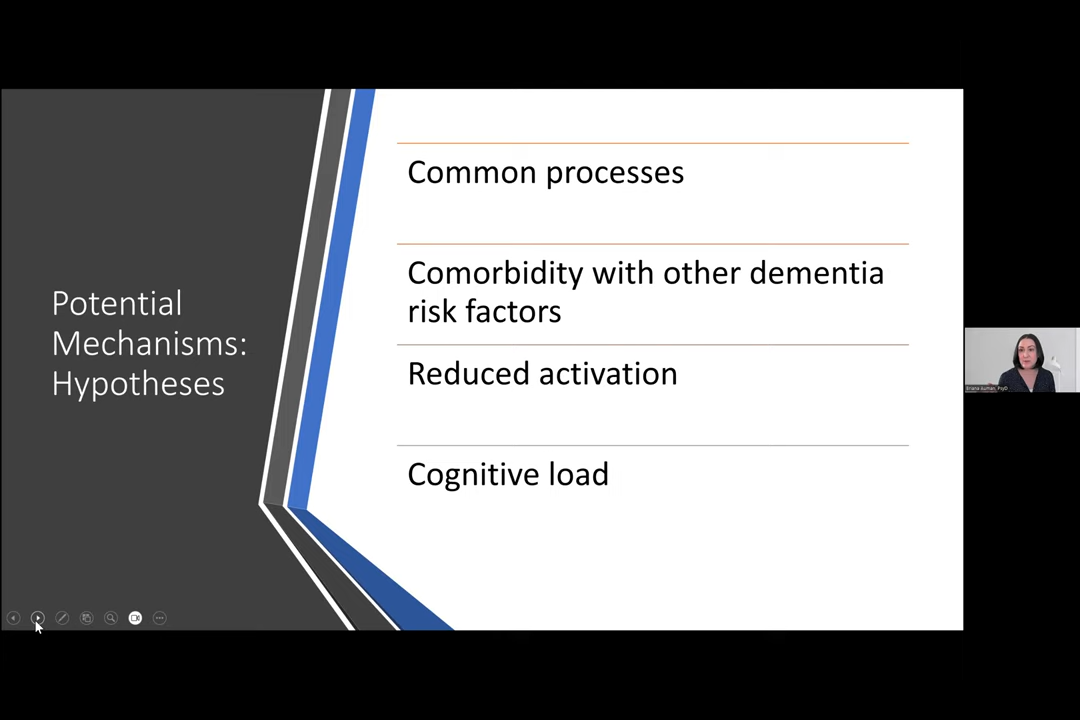 Potential
Mechanisms:
Hypotheses
Common processes
Comorbidity with other dementia
risk factors
Reduced activation
Cognitive load